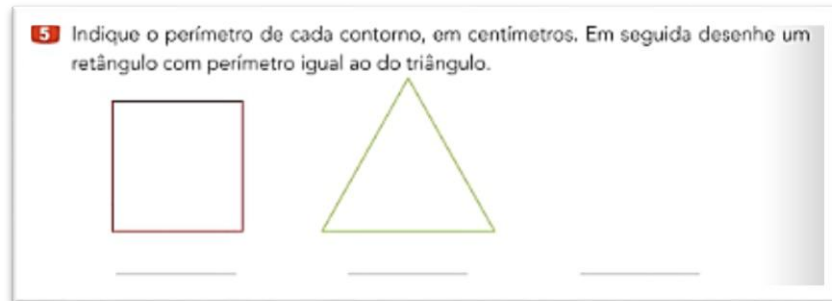 5 Indique o perímetro de cada contorno, em centímetros. Em seguida desenhe um
retângulo com perímetro igual ao do triângulo.